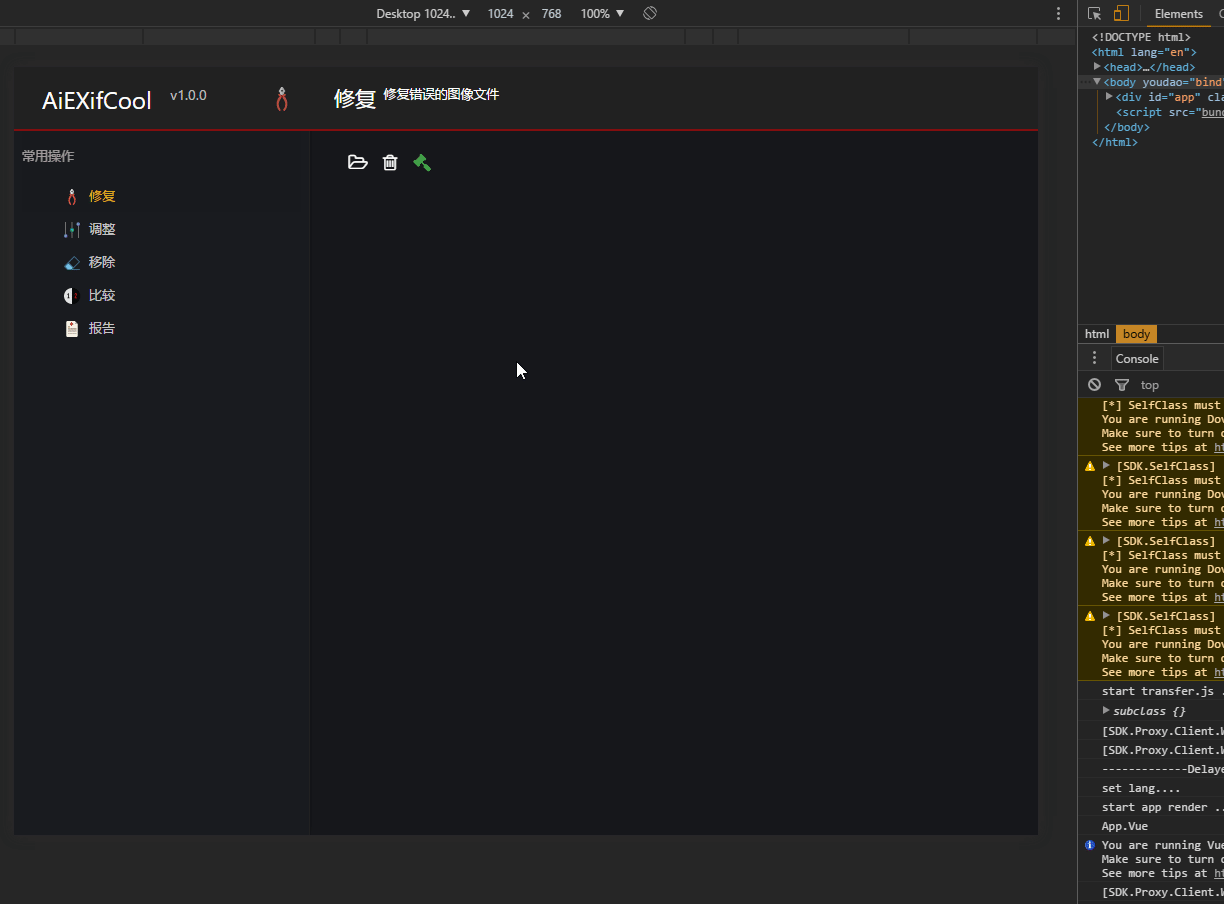 Desktop 1024.. ▼ 1024 x 768 100% ▼
Elements
AiEXifCool v1.0.0
修复 修复错误的图像文件
常用操作
修复
调整
移除
比较
报告
<!DOCTYPE html>
<html lang="en">
<head>…</head>
<body youdao="bind"
<div id="app" cla
<script src="bund
</body>
</html>
html body
Console
top
[*] SelfClass must
You are running Dov
Make sure to turn o
See more tips at ht
[SDK.SelfClass]
[*] SelfClass must
You are running Dov
Make sure to turn o
See more tips at ht
[SDK.SelfClass]
[*] SelfClass must
You are running Dov
Make sure to turn o
See more tips at ht
[SDK.SelfClass]
[*] SelfClass must
You are running Dov
Make sure to turn o
See more tips at ht
start transfer.js .
subclass {}
[SDK.Proxy.Client.W
[SDK.Proxy.Client.W
-------------Delaye
set lang....
start app render ..
App.Vue
You are running Vue
Make sure to turn o
See more tips at ht
[SDK.Proxy.Client.W